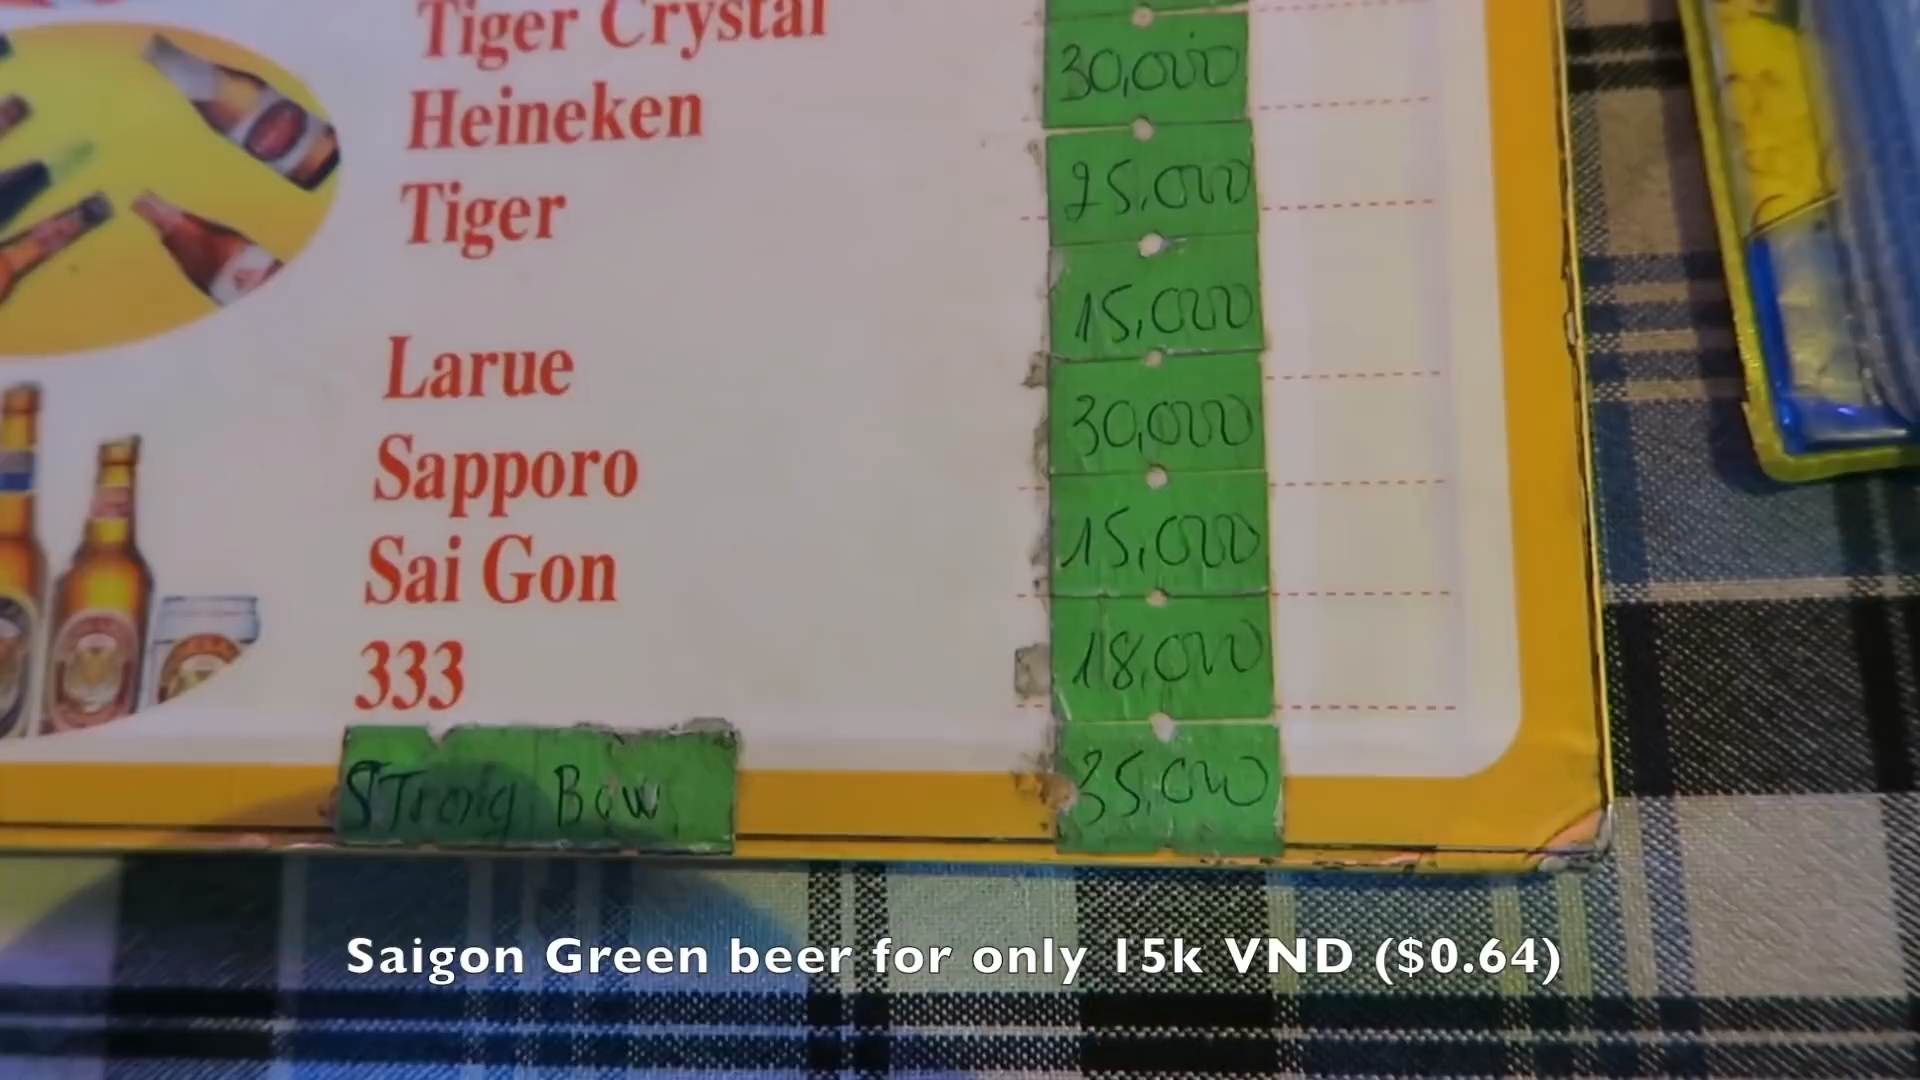 Tiger Crystal
Heineken 30,000
Tiger 25,000
Larue 15,000
Sapporo 30,000
Sai Gon 15,000
333 18,000
STrong Bow 35,000
Saigon Green beer for only 15k VND ($0.64)